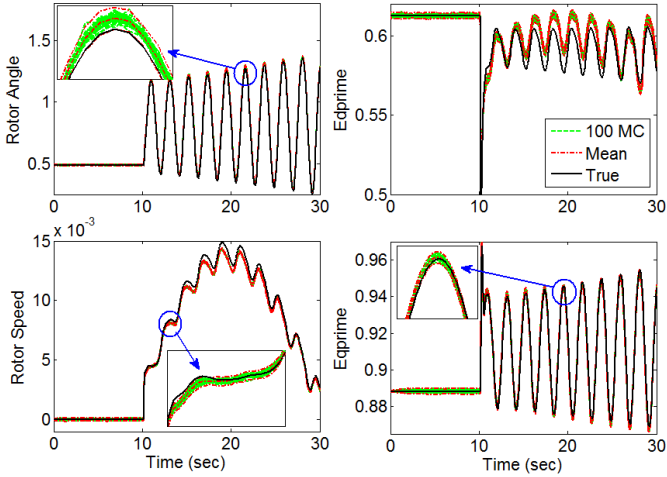 Rotor Angle
1.5
1
0.5
0 10 20 30
Edprime
0.6
0.55
0.5
0 10 20 30
100 MC
Mean
True
x 10⁻³
Rotor Speed
15
10
5
0
0 10 20 30
Time (sec)
Eqprime
0.96
0.94
0.92
0.9
0.88
0 10 20 30
Time (sec)